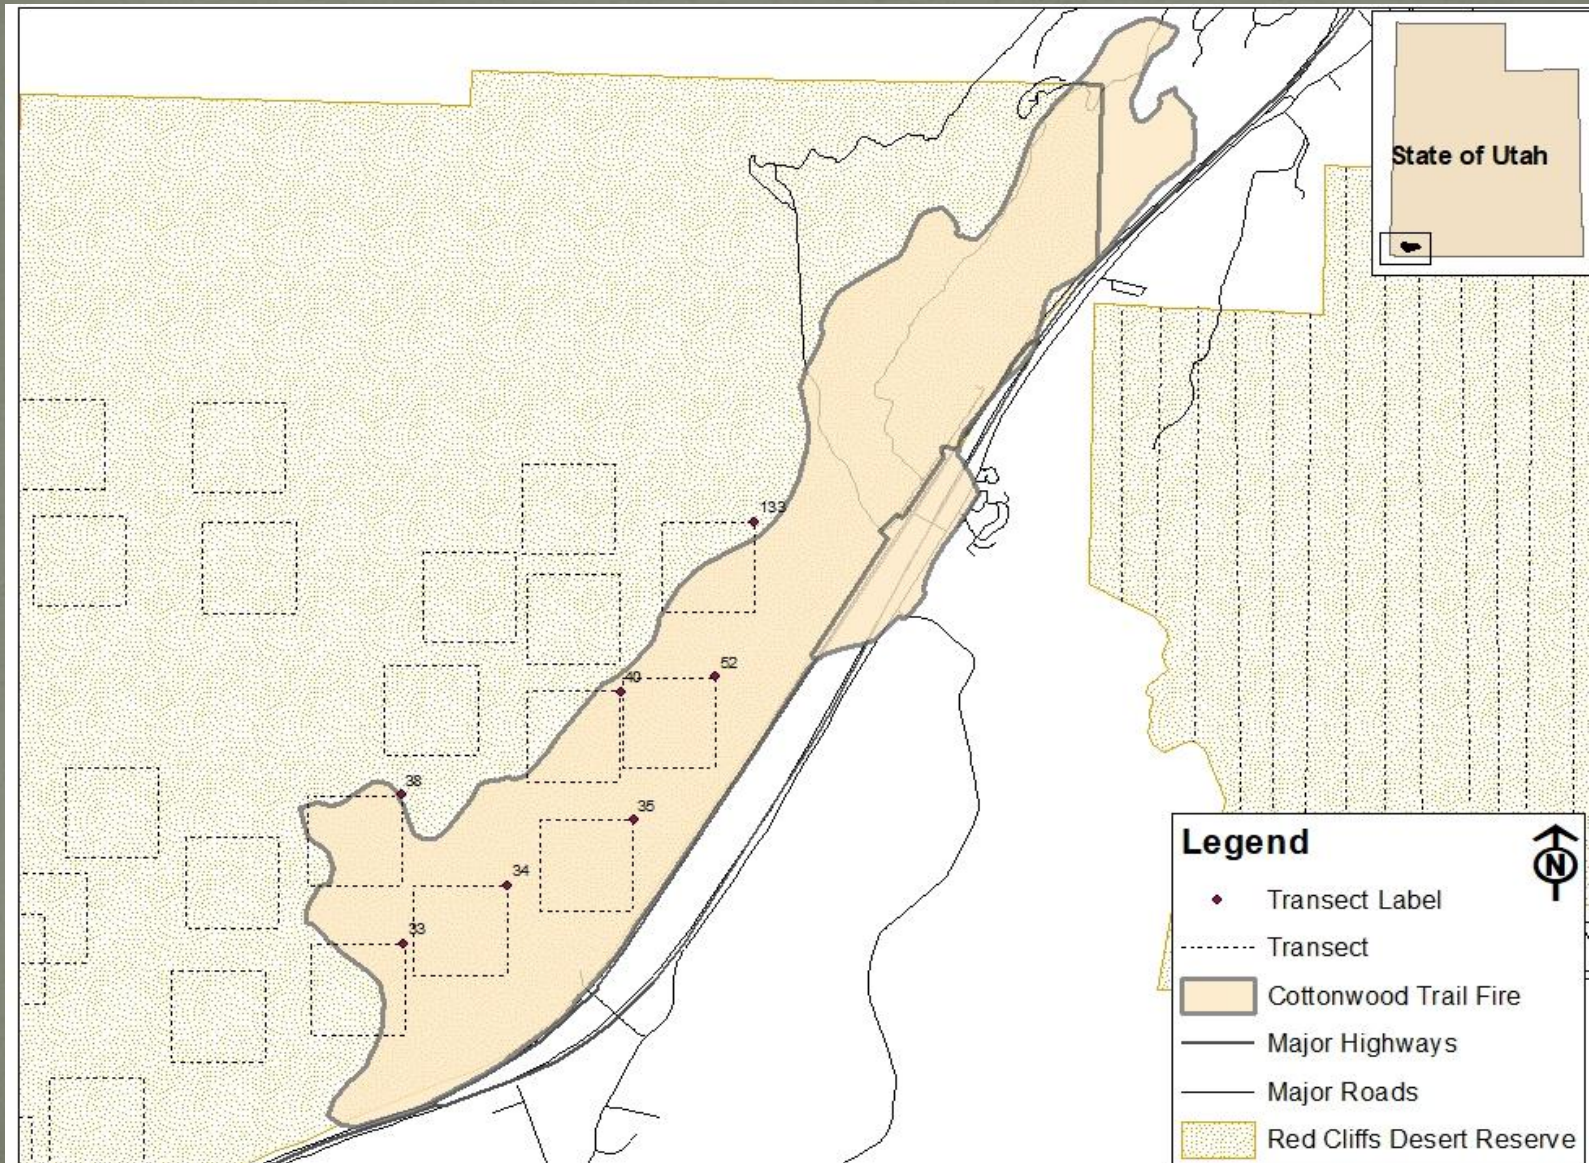 State of Utah
133
52
40
38
35
34
33
Legend
N
Transect Label
Transect
Cottonwood Trail Fire
Major Highways
Major Roads
Red Cliffs Desert Reserve